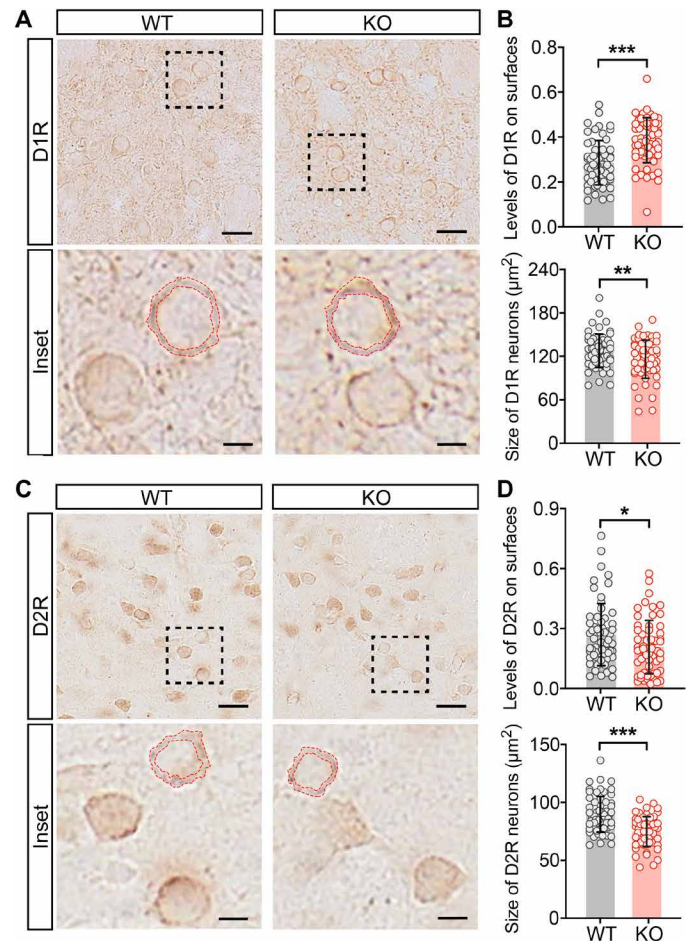 A
WT
KO
B
D1R
Inset
Levels of D1R on surfaces
0.8
0.6
0.4
0.2
0.0
***
WT
KO
Size of D1R neurons (μm²)
240
180
120
60
0
**
WT
KO
C
WT
KO
D
D2R
Inset
Levels of D2R on surfaces
0.9
0.6
0.3
0.0
*
WT
KO
Size of D2R neurons (μm²)
150
100
50
0
***
WT
KO